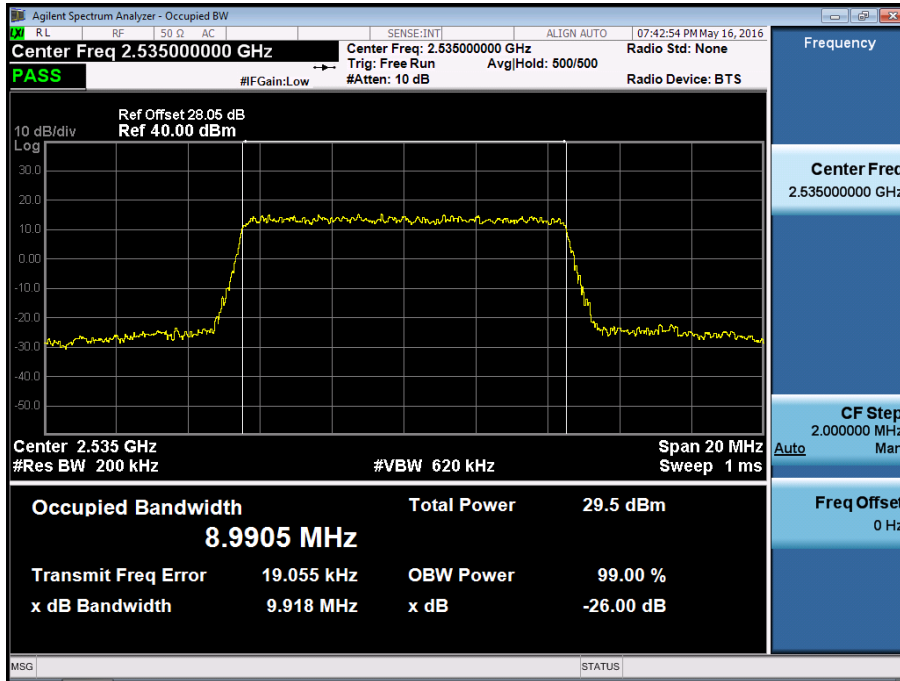 Agilent Spectrum Analyzer - Occupied BW
LXI RL RF 50 Ω AC SENSE:INT ALIGN AUTO 07:42:54 PM May 16, 2016
Center Freq 2.535000000 GHz
PASS
#IFGain:Low
Center Freq: 2.535000000 GHz
Trig: Free Run Avg|Hold: 500/500
#Atten: 10 dB
Radio Std: None
Radio Device: BTS
Frequency
Ref Offset 28.05 dB
10 dB/div Ref 40.00 dBm
Log
30.0
20.0
10.0
0.00
-10.0
-20.0
-30.0
-40.0
-50.0
Center 2.535 GHz Span 20 MHz
#Res BW 200 kHz #VBW 620 kHz Sweep 1 ms
Center Freq
2.535000000 GHz
CF Step
2.000000 MHz
Auto Man
Freq Offset
0 Hz
Occupied Bandwidth Total Power 29.5 dBm
8.9905 MHz
Transmit Freq Error 19.055 kHz OBW Power 99.00 %
x dB Bandwidth 9.918 MHz x dB -26.00 dB
MSG STATUS